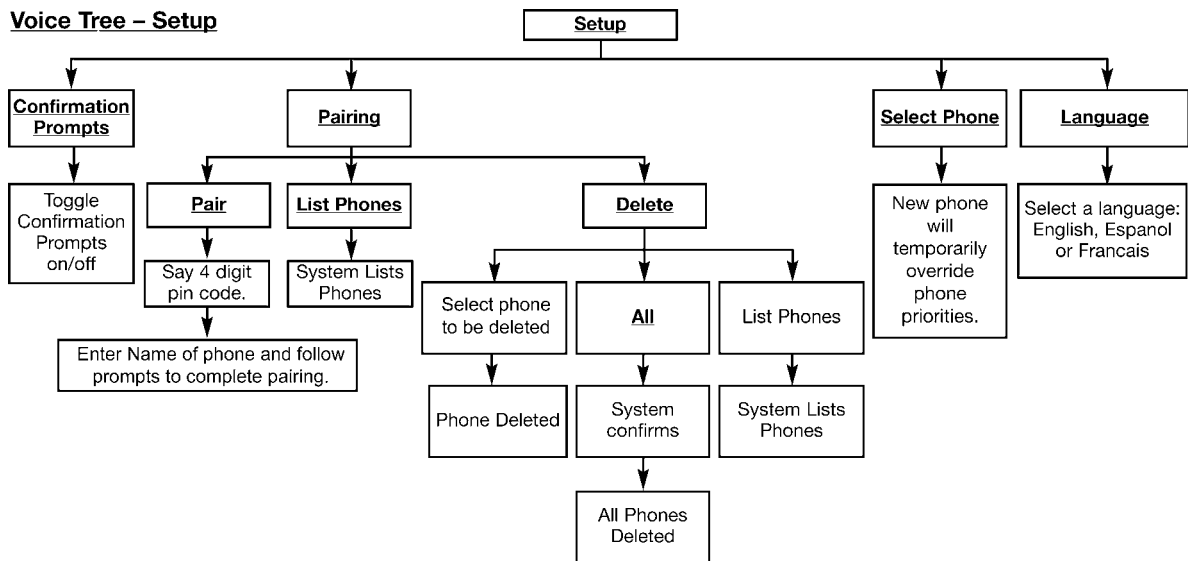 Voice Tree – Setup
Setup
Confirmation
Prompts
Pairing
Select Phone
Language
Toggle
Confirmation
Prompts
on/off
Pair
List Phones
Delete
New phone
will
temporarily
override
phone
priorities.
Select a language:
English, Espanol
or Francais
Say 4 digit
pin code.
System Lists
Phones
Select phone
to be deleted
All
List Phones
Enter Name of phone and follow
prompts to complete pairing.
Phone Deleted
System
confirms
System Lists
Phones
All Phones
Deleted